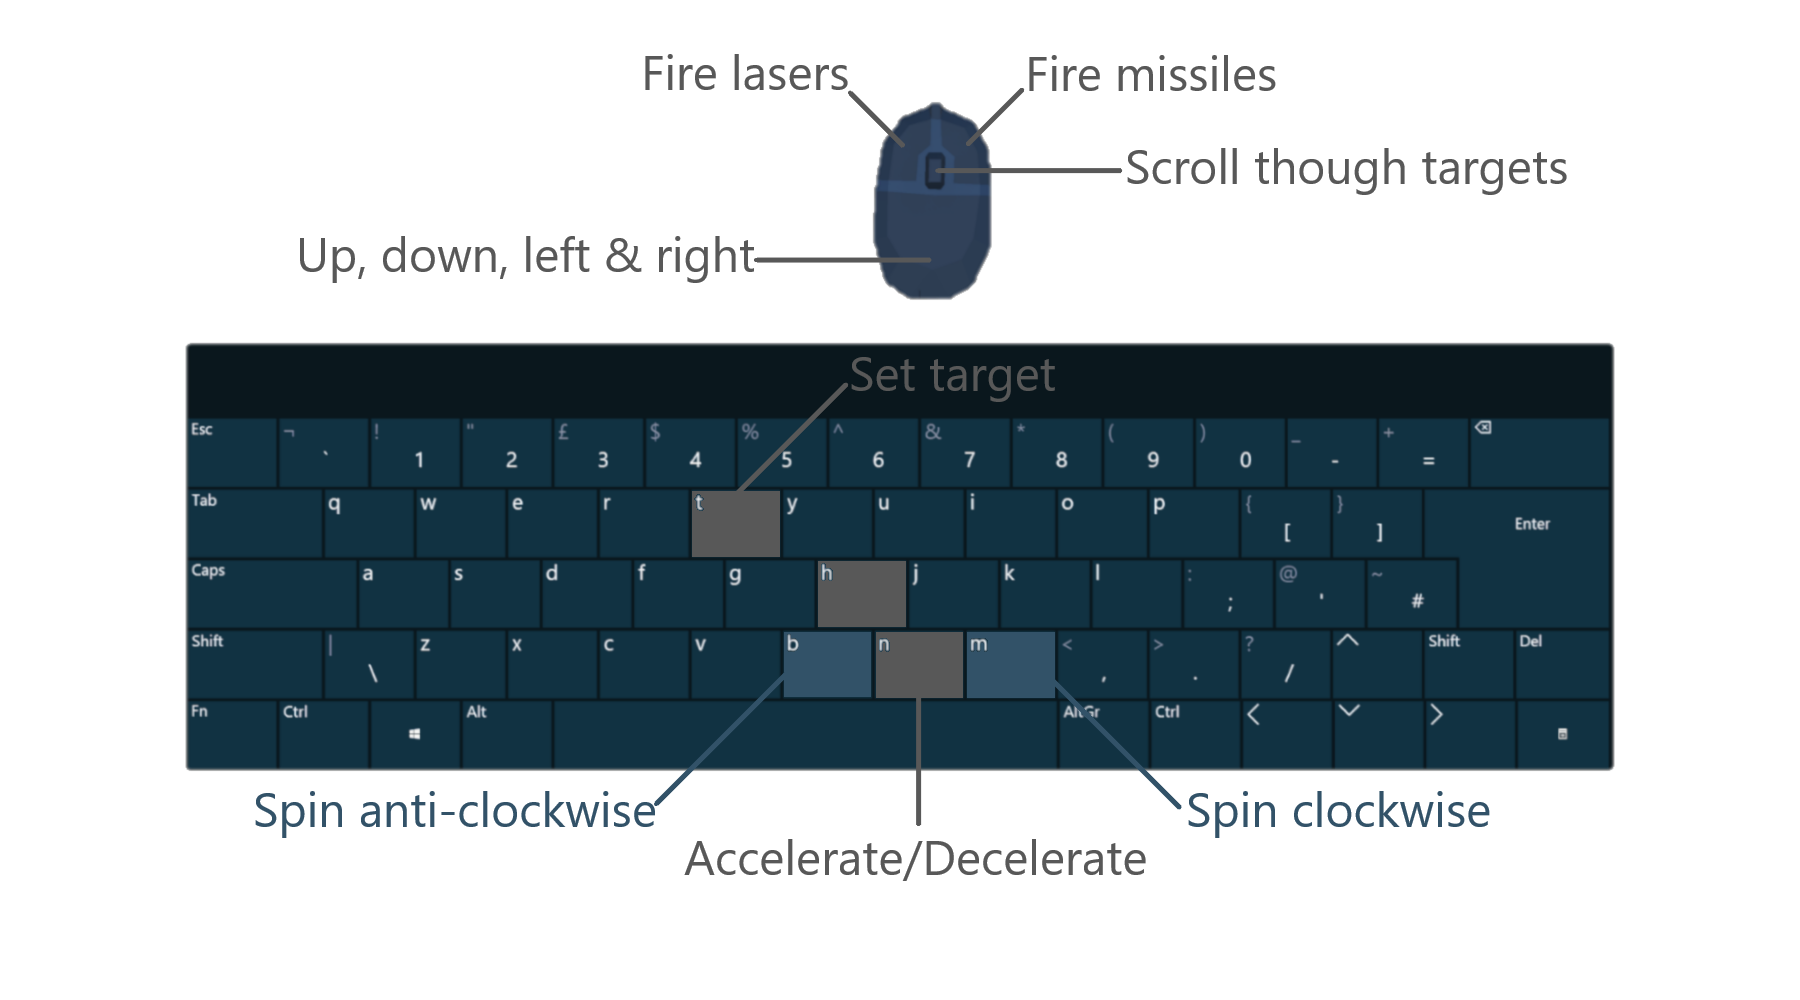 Fire lasers
Fire missiles
Scroll though targets
Up, down, left & right
Set target
Esc ¬ ` ! 1 " 2 £ 3 $ 4 % 5 ^ 6 & 7 * 8 ( 9 ) 0 _ - + =
Tab q w e r t y u i o p { [ } ] Enter
Caps a s d f g h j k l : ; @ ' ~ #
Shift | \ z x c v b n m < , > . ? / Shift Del
Fn Ctrl Alt AltGr Ctrl
Spin anti-clockwise
Spin clockwise
Accelerate/Decelerate